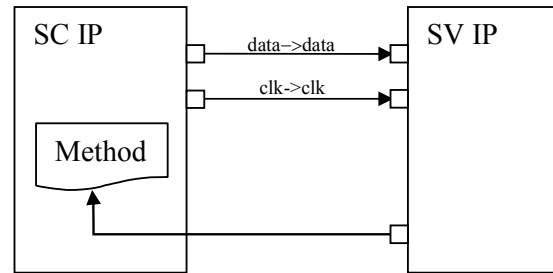 SC IP
SV IP
data–>data
clk->clk
Method